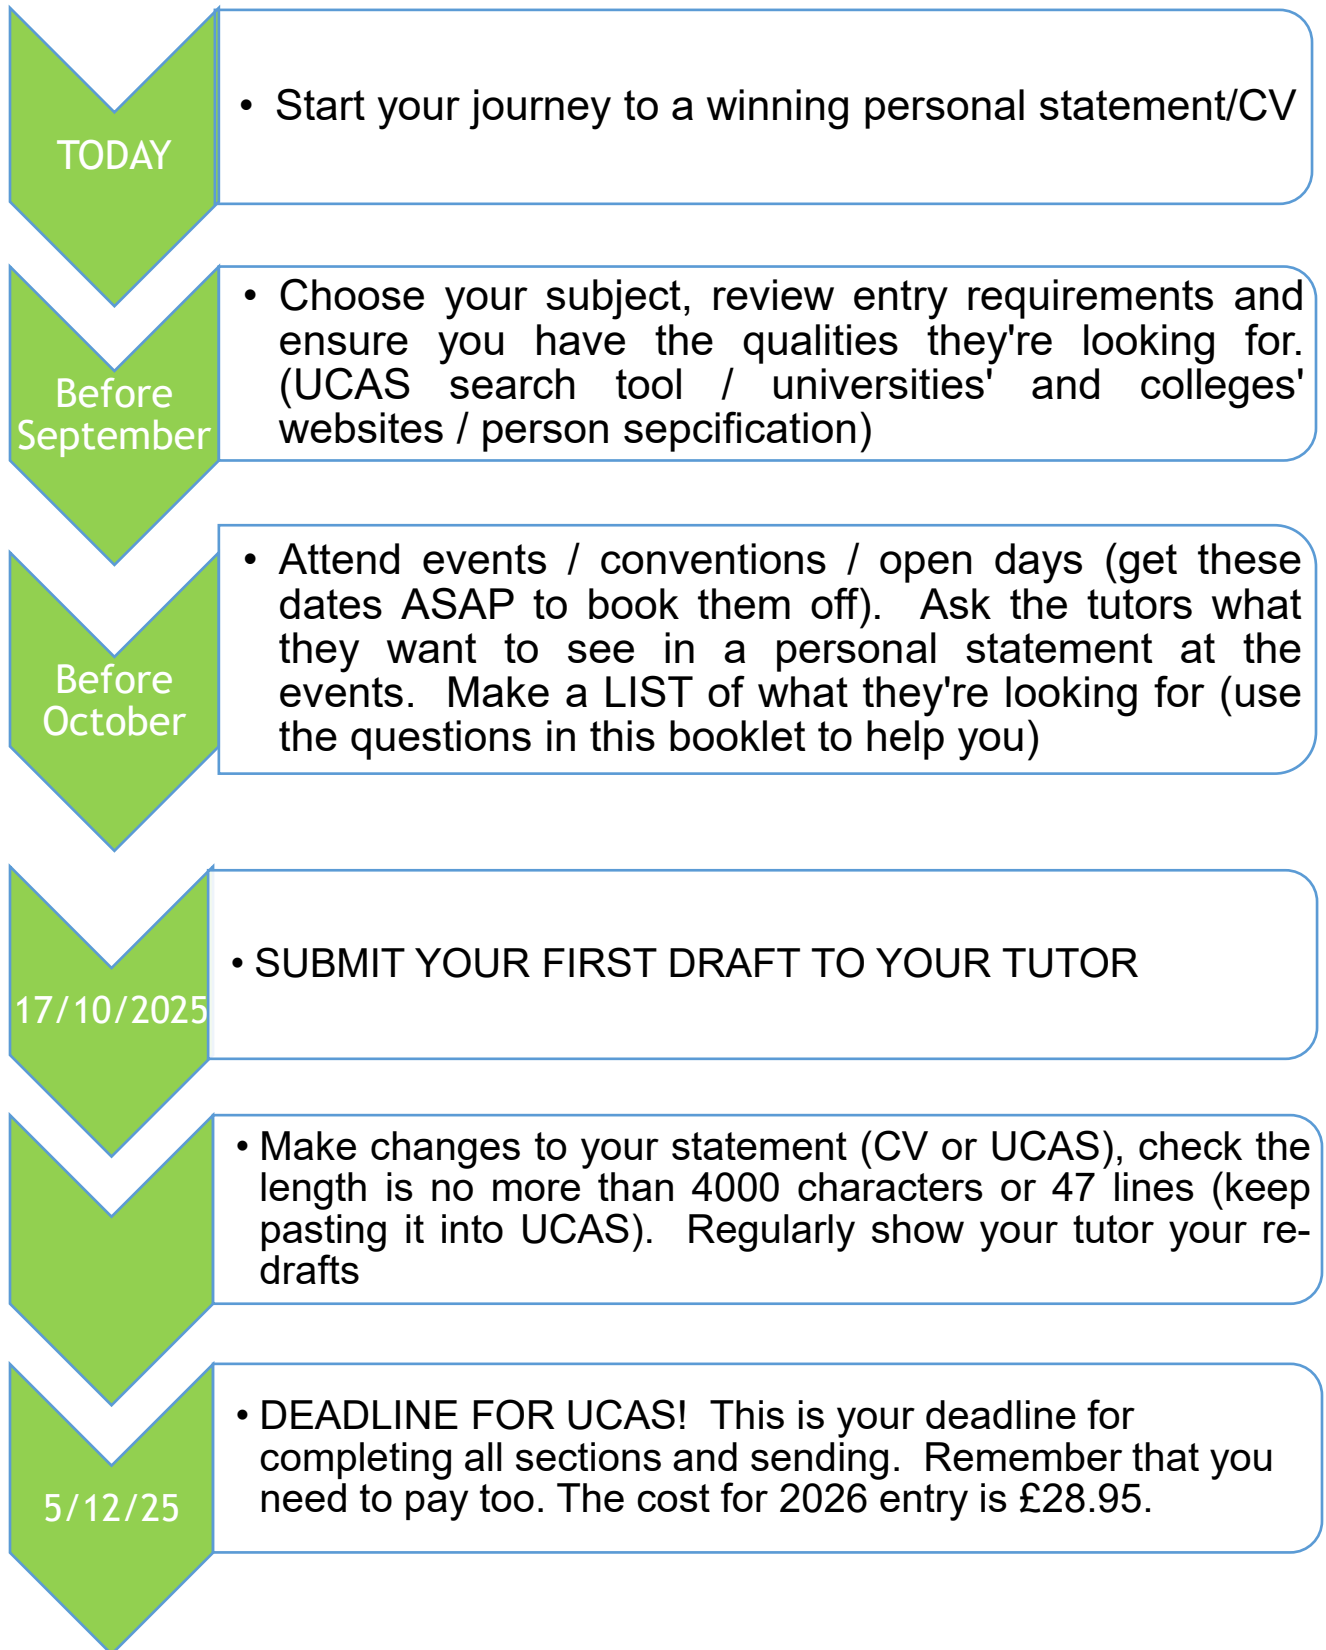 TODAY
• Start your journey to a winning personal statement/CV
Before
September
• Choose your subject, review entry requirements and
ensure you have the qualities they're looking for.
(UCAS search tool / universities' and colleges'
websites / person sepcification)
Before
October
• Attend events / conventions / open days (get these
dates ASAP to book them off). Ask the tutors what
they want to see in a personal statement at the
events. Make a LIST of what they're looking for (use
the questions in this booklet to help you)
17/10/2025
• SUBMIT YOUR FIRST DRAFT TO YOUR TUTOR
• Make changes to your statement (CV or UCAS), check the
length is no more than 4000 characters or 47 lines (keep
pasting it into UCAS). Regularly show your tutor your re-
drafts
5/12/25
• DEADLINE FOR UCAS! This is your deadline for
completing all sections and sending. Remember that you
need to pay too. The cost for 2026 entry is £28.95.